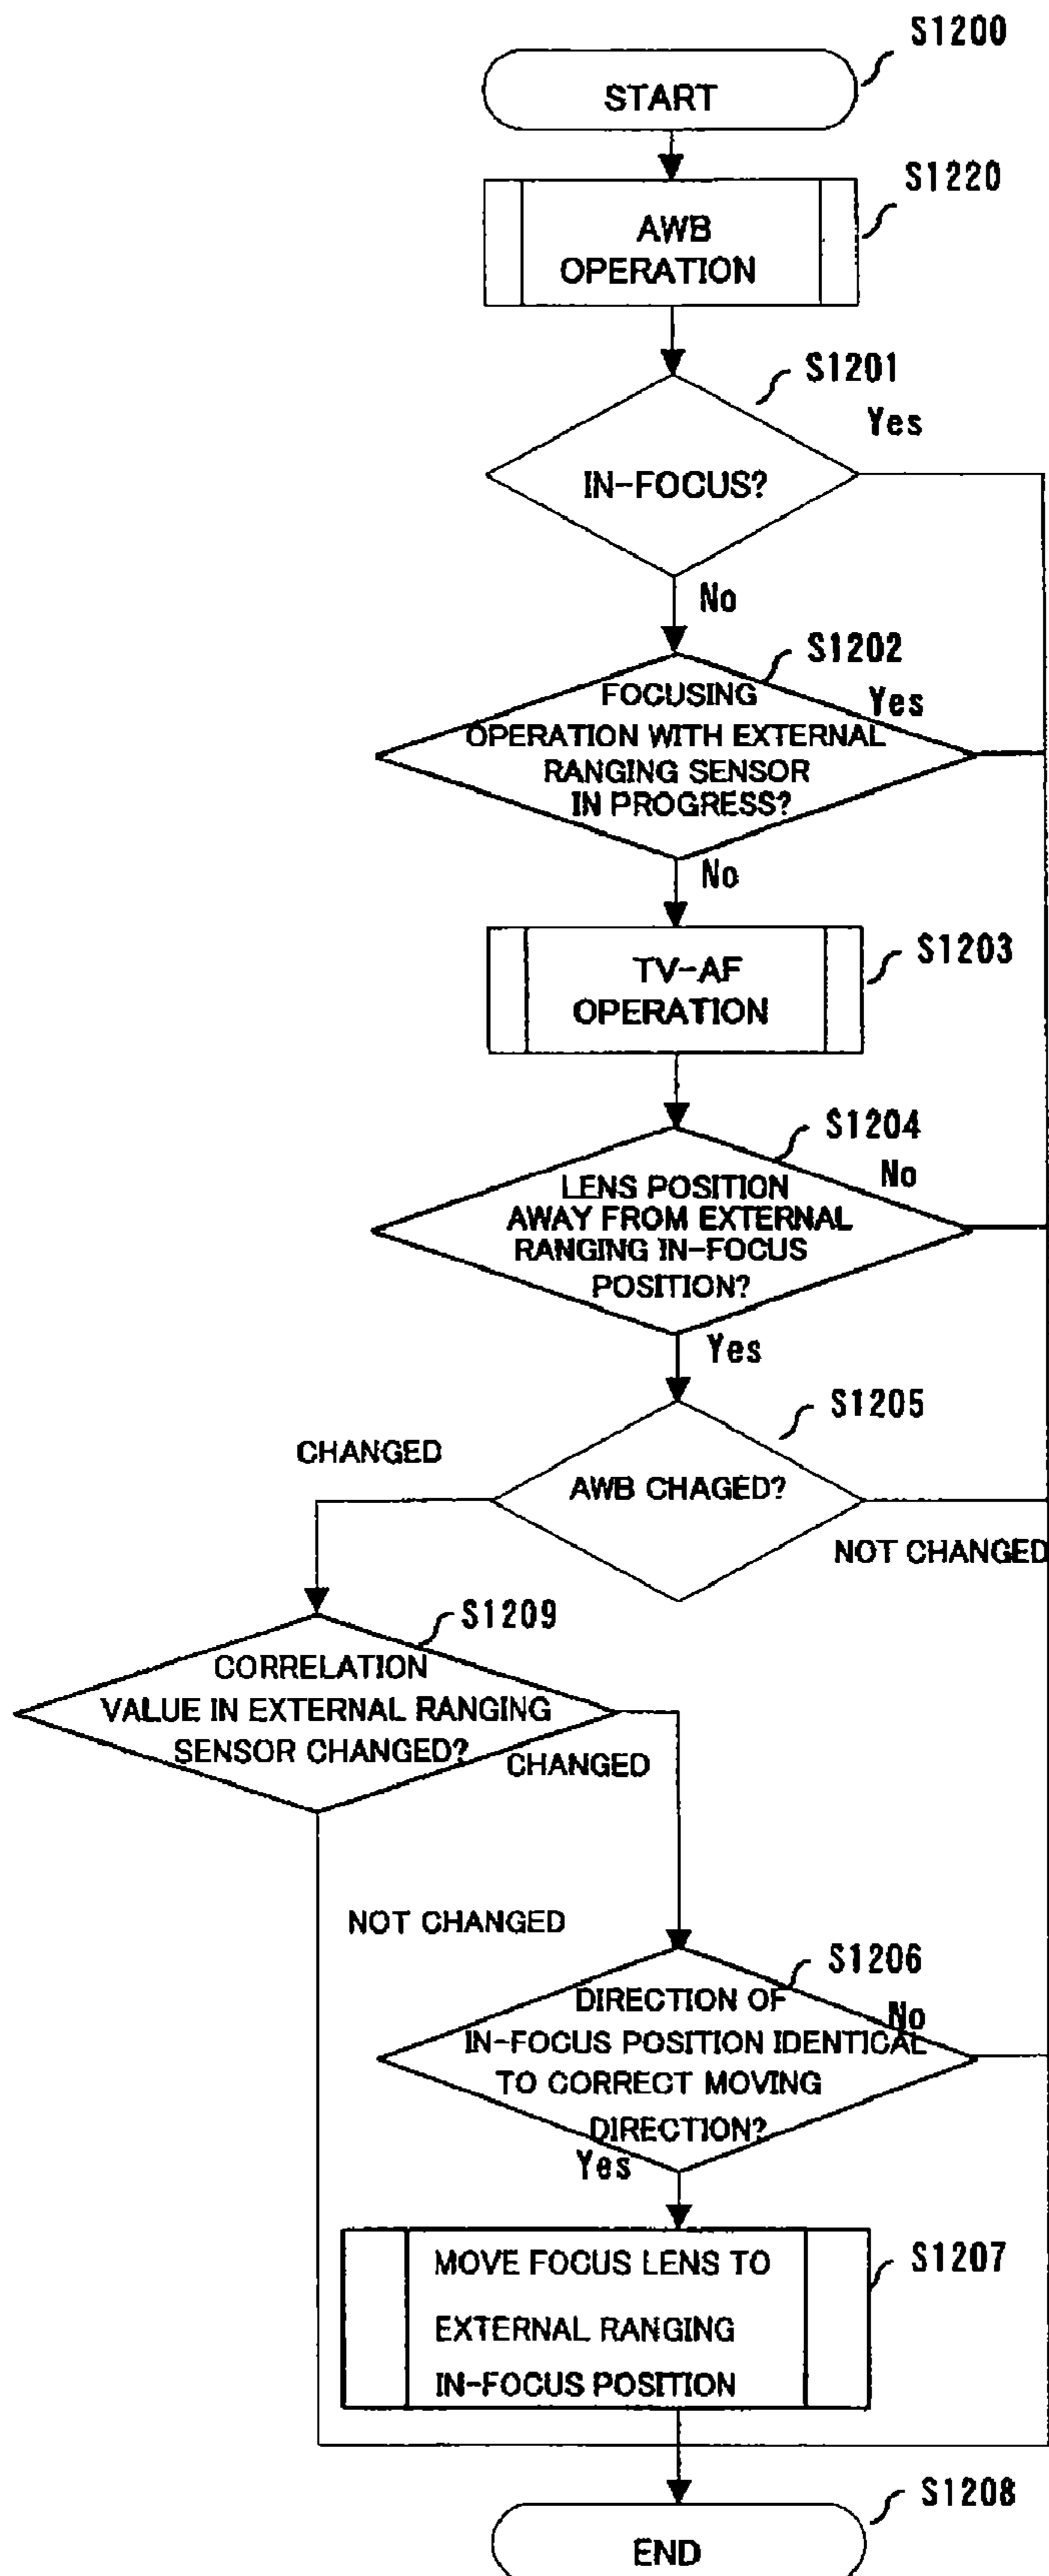 S1200
START
S1220
AWB
OPERATION
S1201
Yes
IN-FOCUS?
No
S1202
FOCUSING
Yes
OPERATION WITH EXTERNAL
RANGING SENSOR
IN PROGRESS?
No
S1203
TV-AF
OPERATION
S1204
No
LENS POSITION
AWAY FROM EXTERNAL
RANGING IN-FOCUS
POSITION?
Yes
S1205
CHANGED
AWB CHAGED?
NOT CHANGED
S1209
CORRELATION
VALUE IN EXTERNAL RANGING
SENSOR CHANGED?
CHANGED
NOT CHANGED
S1206
DIRECTION OF
No
IN-FOCUS POSITION IDENTICAL
TO CORRECT MOVING
DIRECTION?
Yes
S1207
MOVE FOCUS LENS TO
EXTERNAL RANGING
IN-FOCUS POSITION
S1208
END